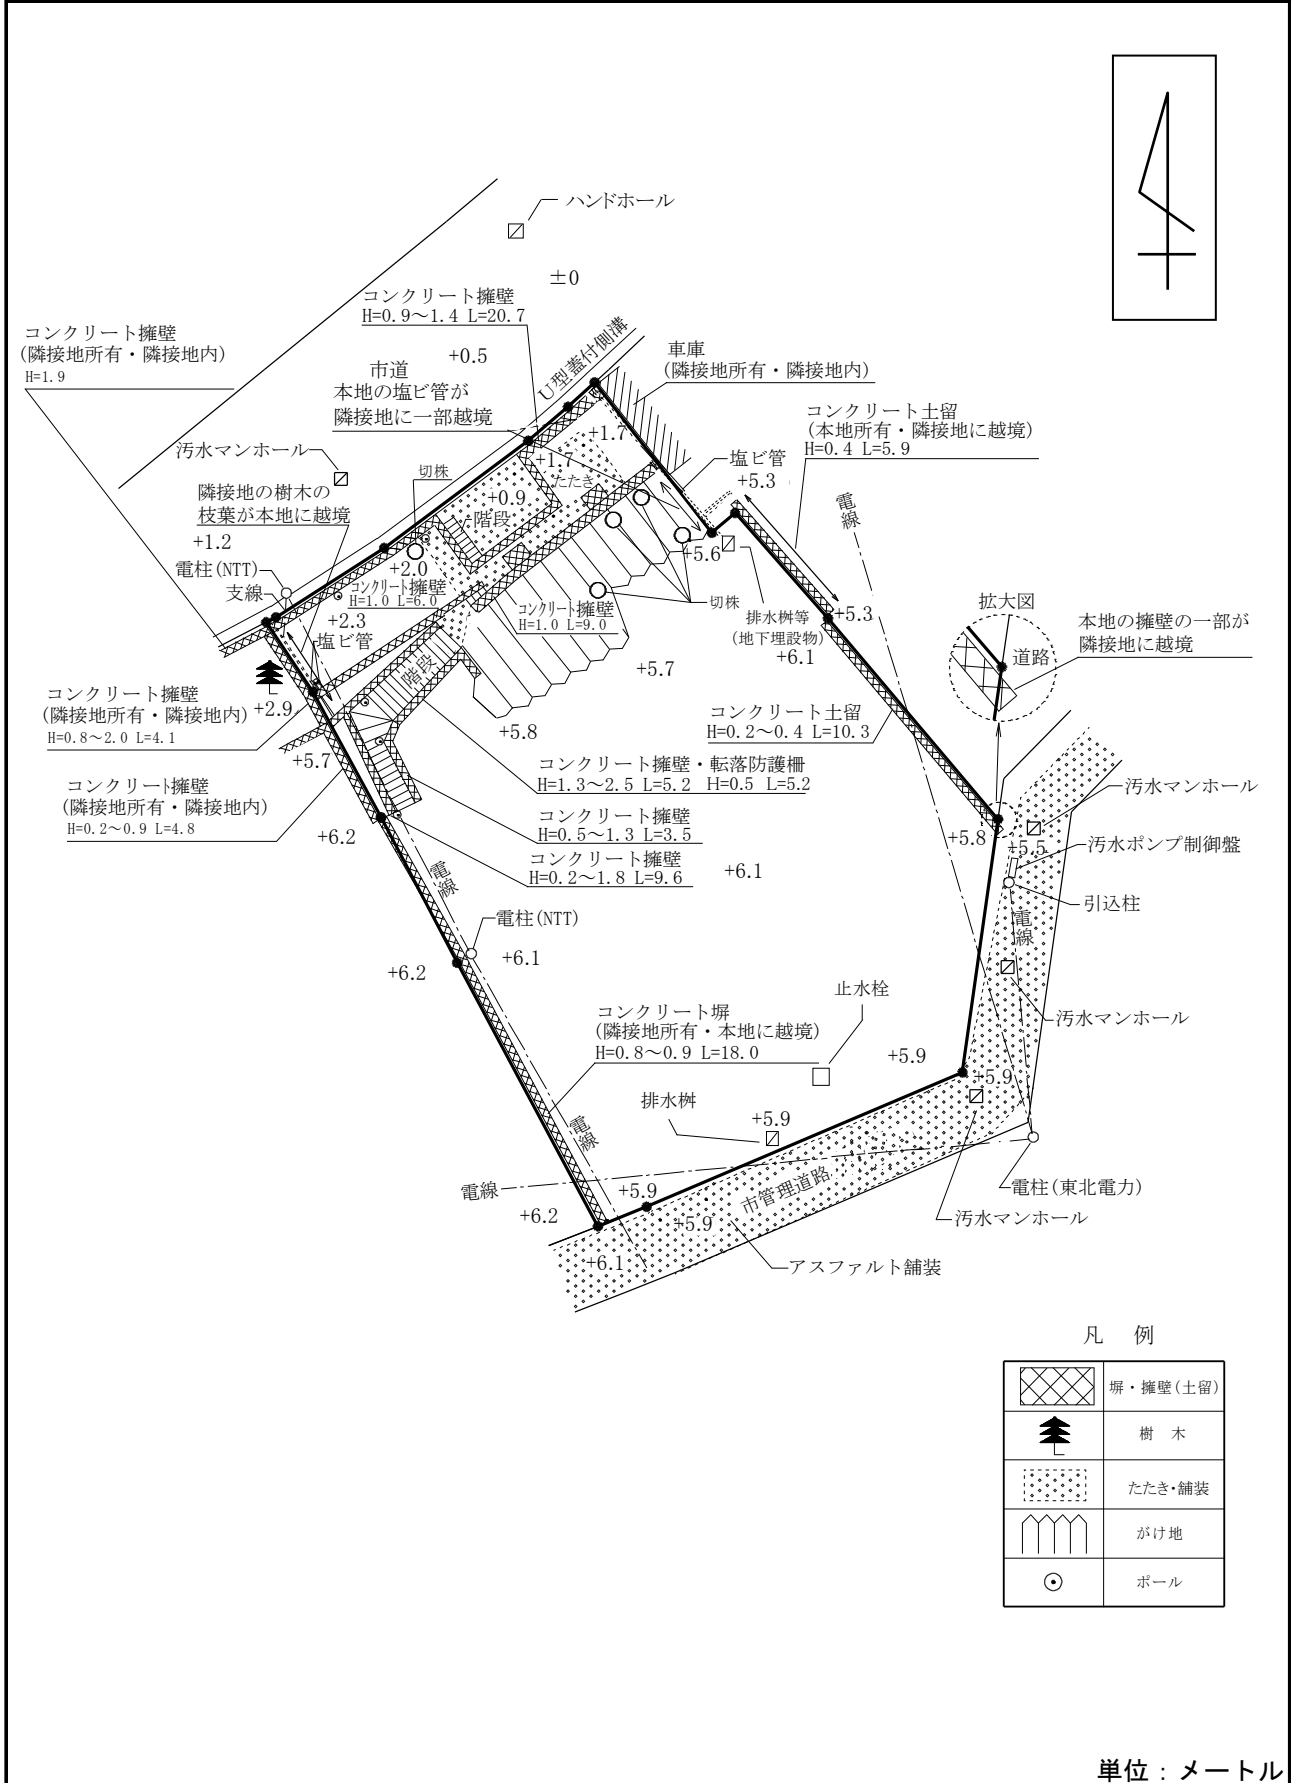 ハンドホール
±0
コンクリート擁壁
H=0.9～1.4 L=20.7
コンクリート擁壁
(隣接地所有・隣接地内)
H=1.9
+0.5
市道
U型蓋付側溝
車庫
(隣接地所有・隣接地内)
本地の塩ビ管が
隣接地に一部越境
コンクリート土留
(本地所有・隣接地に越境)
H=0.4 L=5.9
+1.7
汚水マンホール
切株
+1.7
たたき
塩ビ管
+5.3
電線
隣接地の樹木の
枝葉が本地に越境
+0.9
階段
+1.2
+5.6
電柱(NTT)
支線
+2.0
コンクリート擁壁
H=1.0 L=6.0
コンクリート擁壁
H=1.0 L=9.0
切株
排水桝等
(地下埋設物)
+5.3
拡大図
+2.3
塩ビ管
+6.1
道路
本地の擁壁の一部が
隣接地に越境
階段
+5.7
コンクリート擁壁
(隣接地所有・隣接地内)
H=0.8～2.0 L=4.1
+2.9
コンクリート土留
H=0.2～0.4 L=10.3
+5.8
+5.7
コンクリート擁壁・転落防護柵
H=1.3～2.5 L=5.2 H=0.5 L=5.2
コンクリート擁壁
(隣接地所有・隣接地内)
H=0.2～0.9 L=4.8
汚水マンホール
コンクリート擁壁
H=0.5～1.3 L=3.5
+6.2
+5.8
+5.5
汚水ポンプ制御盤
コンクリート擁壁
H=0.2～1.8 L=9.6
+6.1
電線
引込柱
電柱(NTT)
電線
+6.1
+6.2
止水栓
コンクリート塀
(隣接地所有・本地に越境)
H=0.8～0.9 L=18.0
汚水マンホール
+5.9
+5.9
排水桝
+5.9
電線
電線
+5.9
市管理道路
電柱(東北電力)
+6.2
+5.9
汚水マンホール
+6.1
アスファルト舗装
凡 例
塀・擁壁(土留)
樹 木
たたき・舗装
がけ地
ポール
単位：メートル